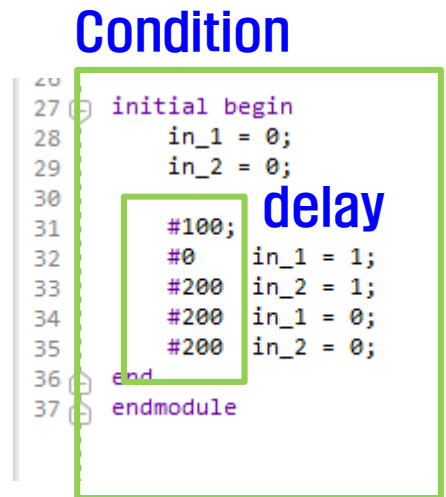 Condition
27 initial begin
28 in_1 = 0;
29 in_2 = 0;
30
delay
31 #100;
32 #0 in_1 = 1;
33 #200 in_2 = 1;
34 #200 in_1 = 0;
35 #200 in_2 = 0;
36 end
37 endmodule